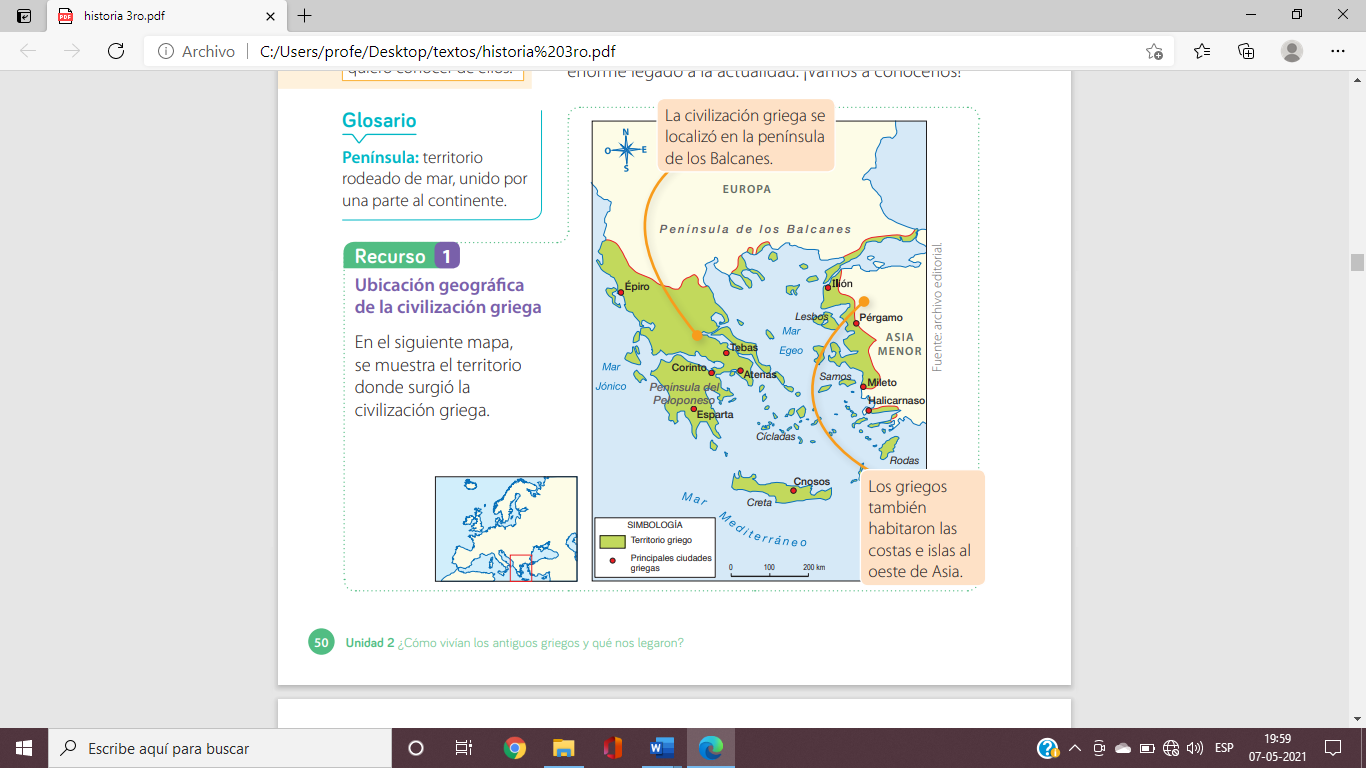 historia 3ro.pdf
Archivo
C:/Users/profe/Desktop/textos/historia%203ro.pdf
quiero conocer de ellos.
enorme legado a la actualidad. ¡Vamos a conocerlos!
Glosario
Península: territorio
rodeado de mar, unido por
una parte al continente.
Recurso 1
Ubicación geográfica
de la civilización griega
En el siguiente mapa,
se muestra el territorio
donde surgió la
civilización griega.
La civilización griega se
localizó en la península
de los Balcanes.
N
O E
S
EUROPA
Península de los Balcanes
Épiro
Ilión
Lesbos
Pérgamo
Mar
Egeo
ASIA
MENOR
Tebas
Mar
Jónico
Corinto
Atenas
Samos
Mileto
Península del
Peloponeso
Halicarnaso
Esparta
Cícladas
Rodas
Cnosos
Creta
Mar Mediterráneo
Los griegos
también
habitaron las
costas e islas al
oeste de Asia.
SIMBOLOGÍA
Territorio griego
Principales ciudades
griegas
0 100 200 km
Fuente: archivo editorial.
50 Unidad 2 ¿Cómo vivían los antiguos griegos y qué nos legaron?
Escribe aquí para buscar
ESP
19:59
07-05-2021